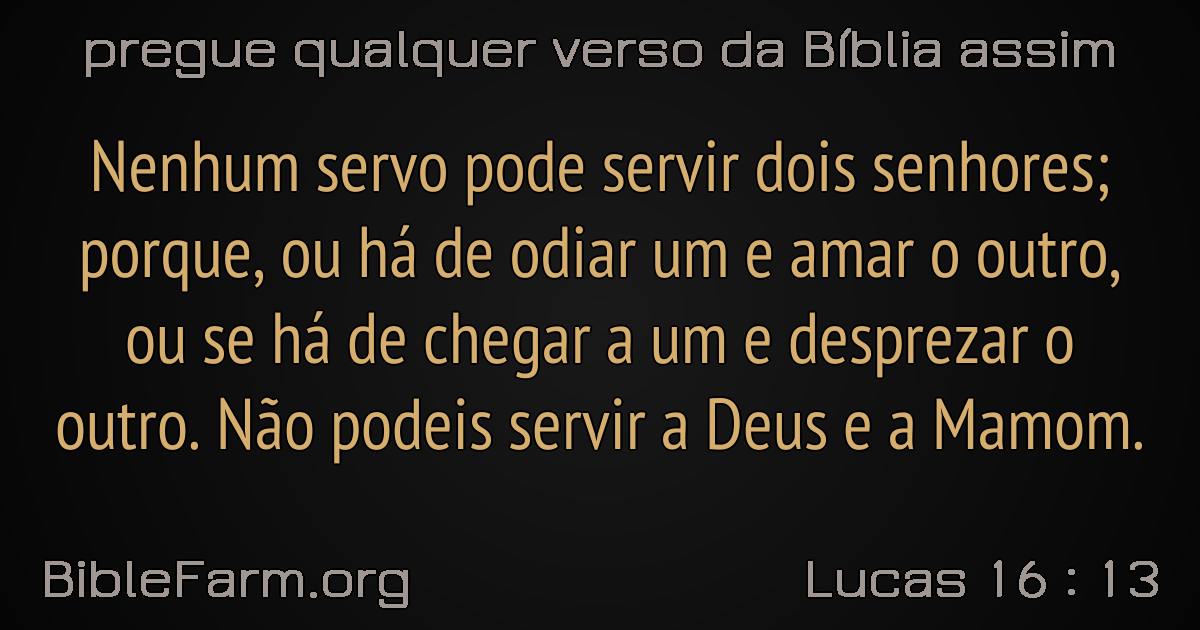 pregue qualquer verso da Bíblia assim
Nenhum servo pode servir dois senhores;
porque, ou há de odiar um e amar o outro,
ou se há de chegar a um e desprezar o
outro. Não podeis servir a Deus e a Mamom.
BibleFarm.org
Lucas 16 : 13